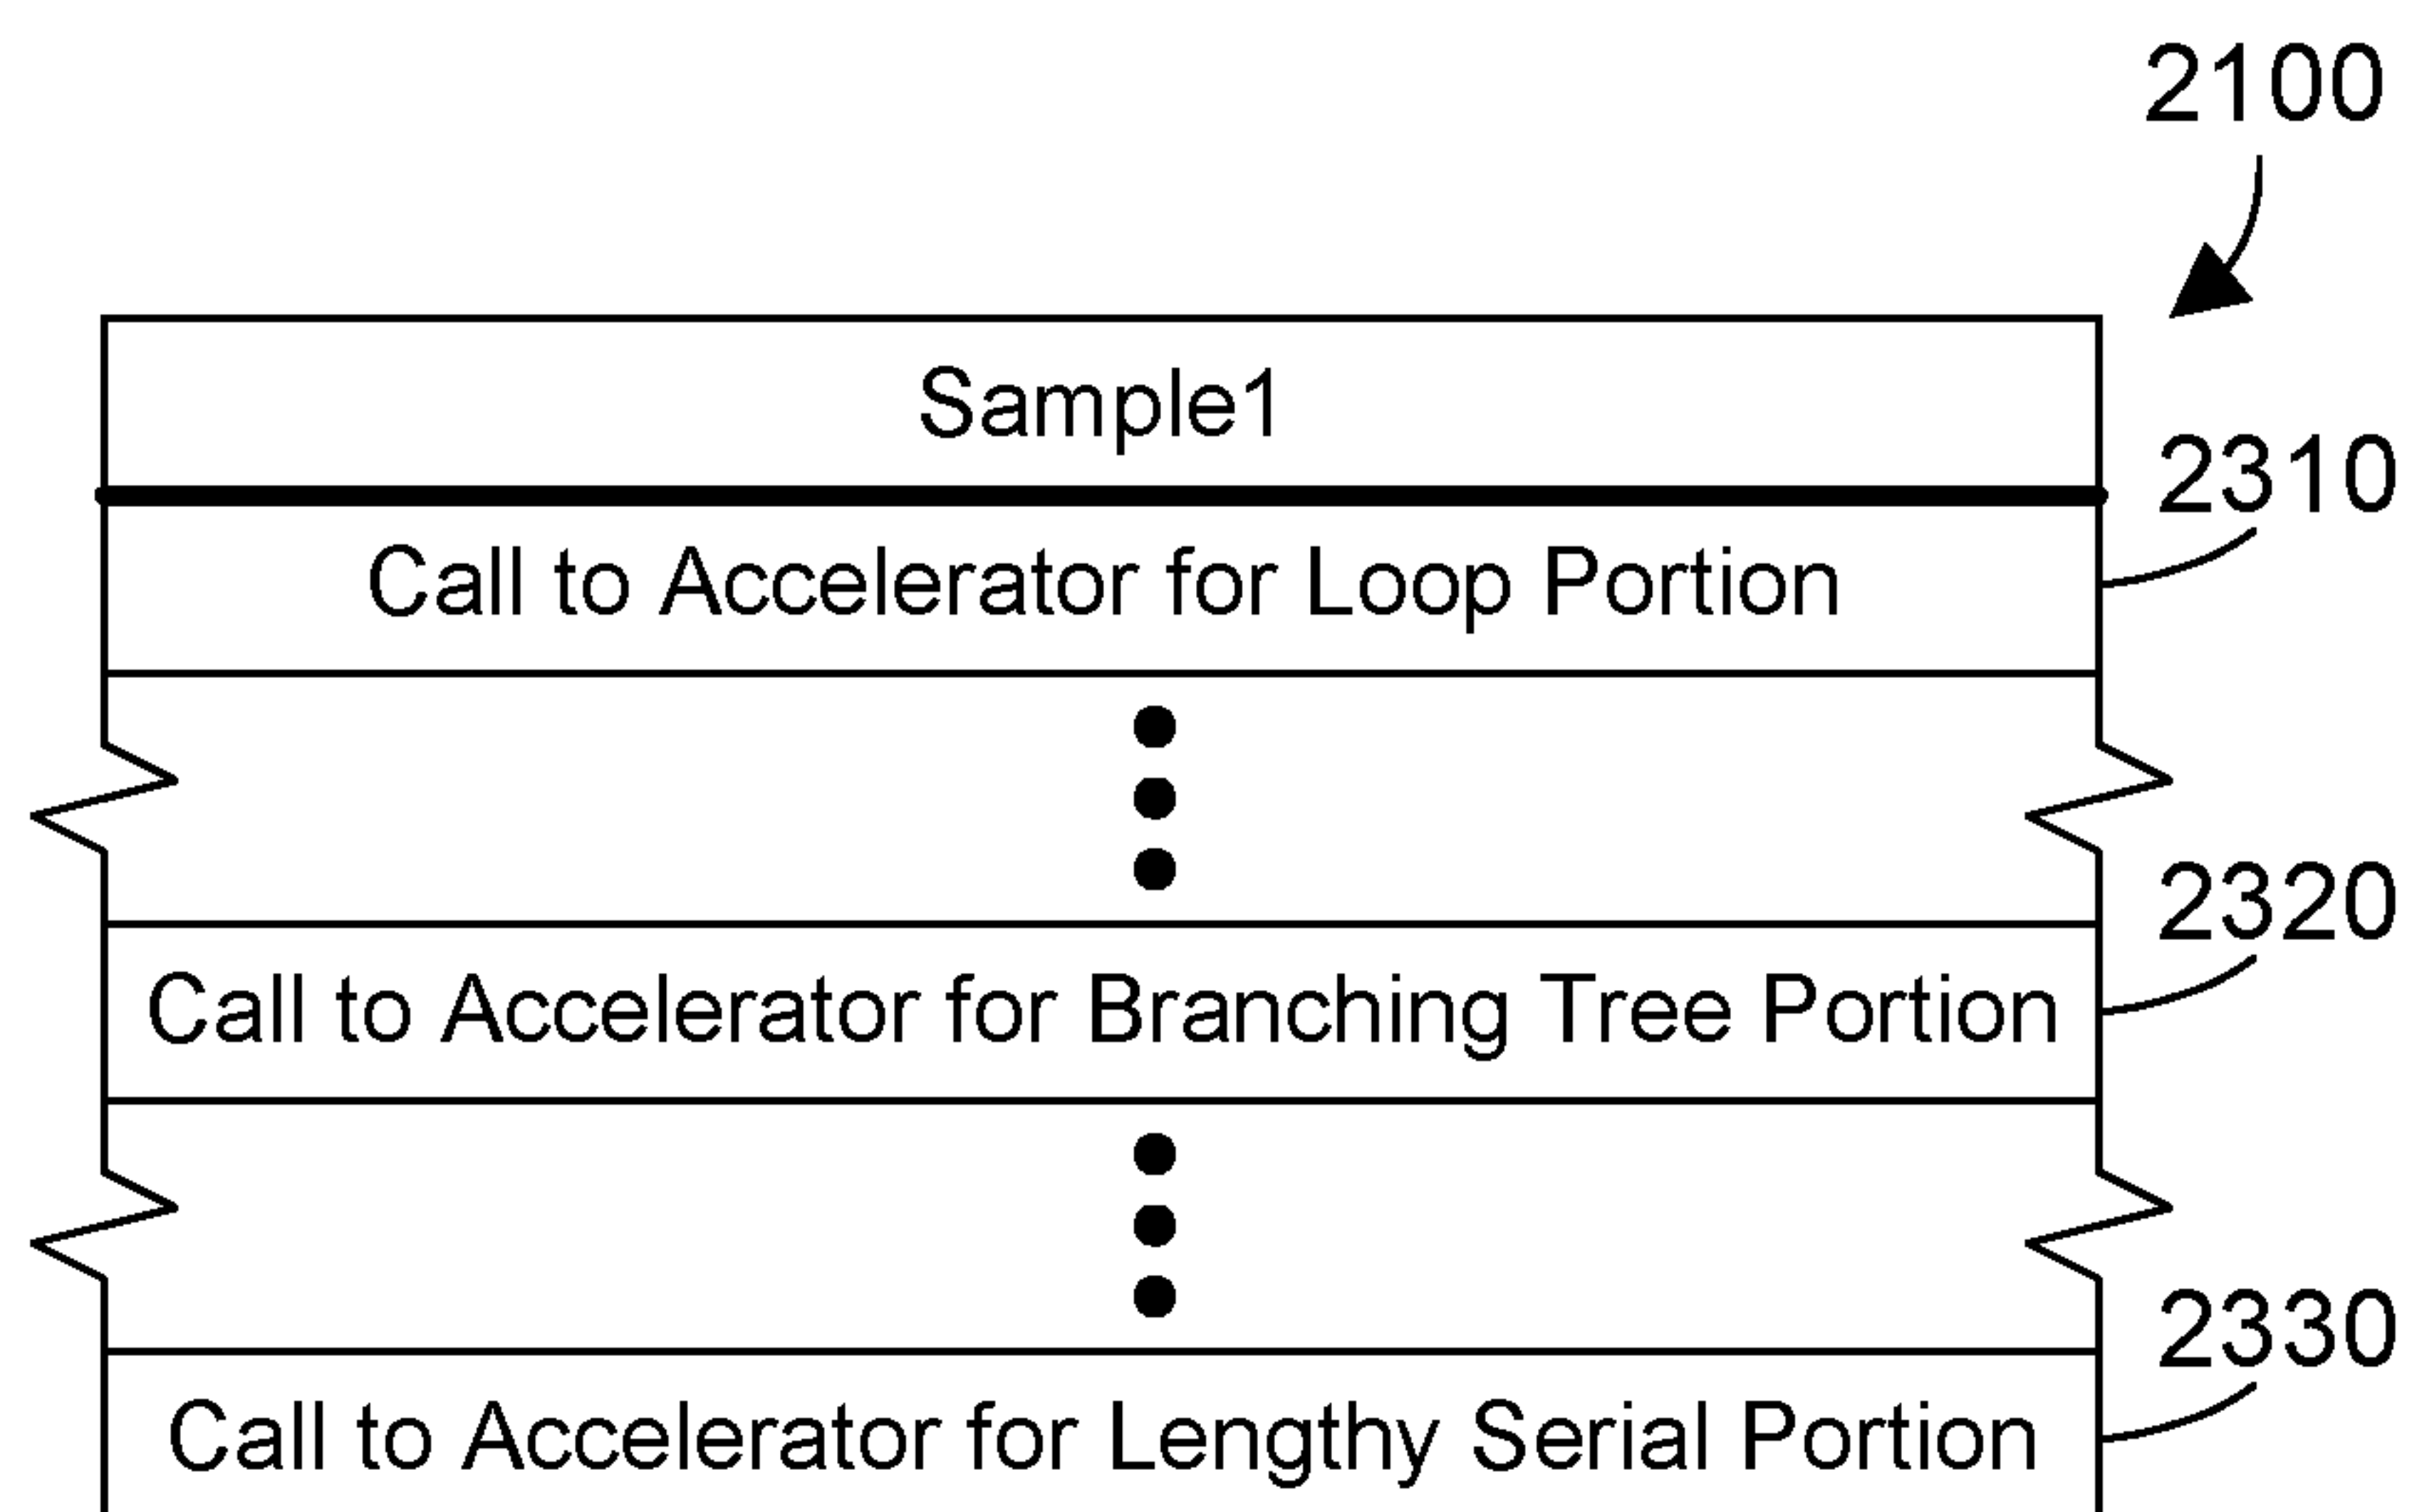 2100
Sample1
2310
Call to Accelerator for Loop Portion
2320
Call to Accelerator for Branching Tree Portion
2330
Call to Accelerator for Lengthy Serial Portion